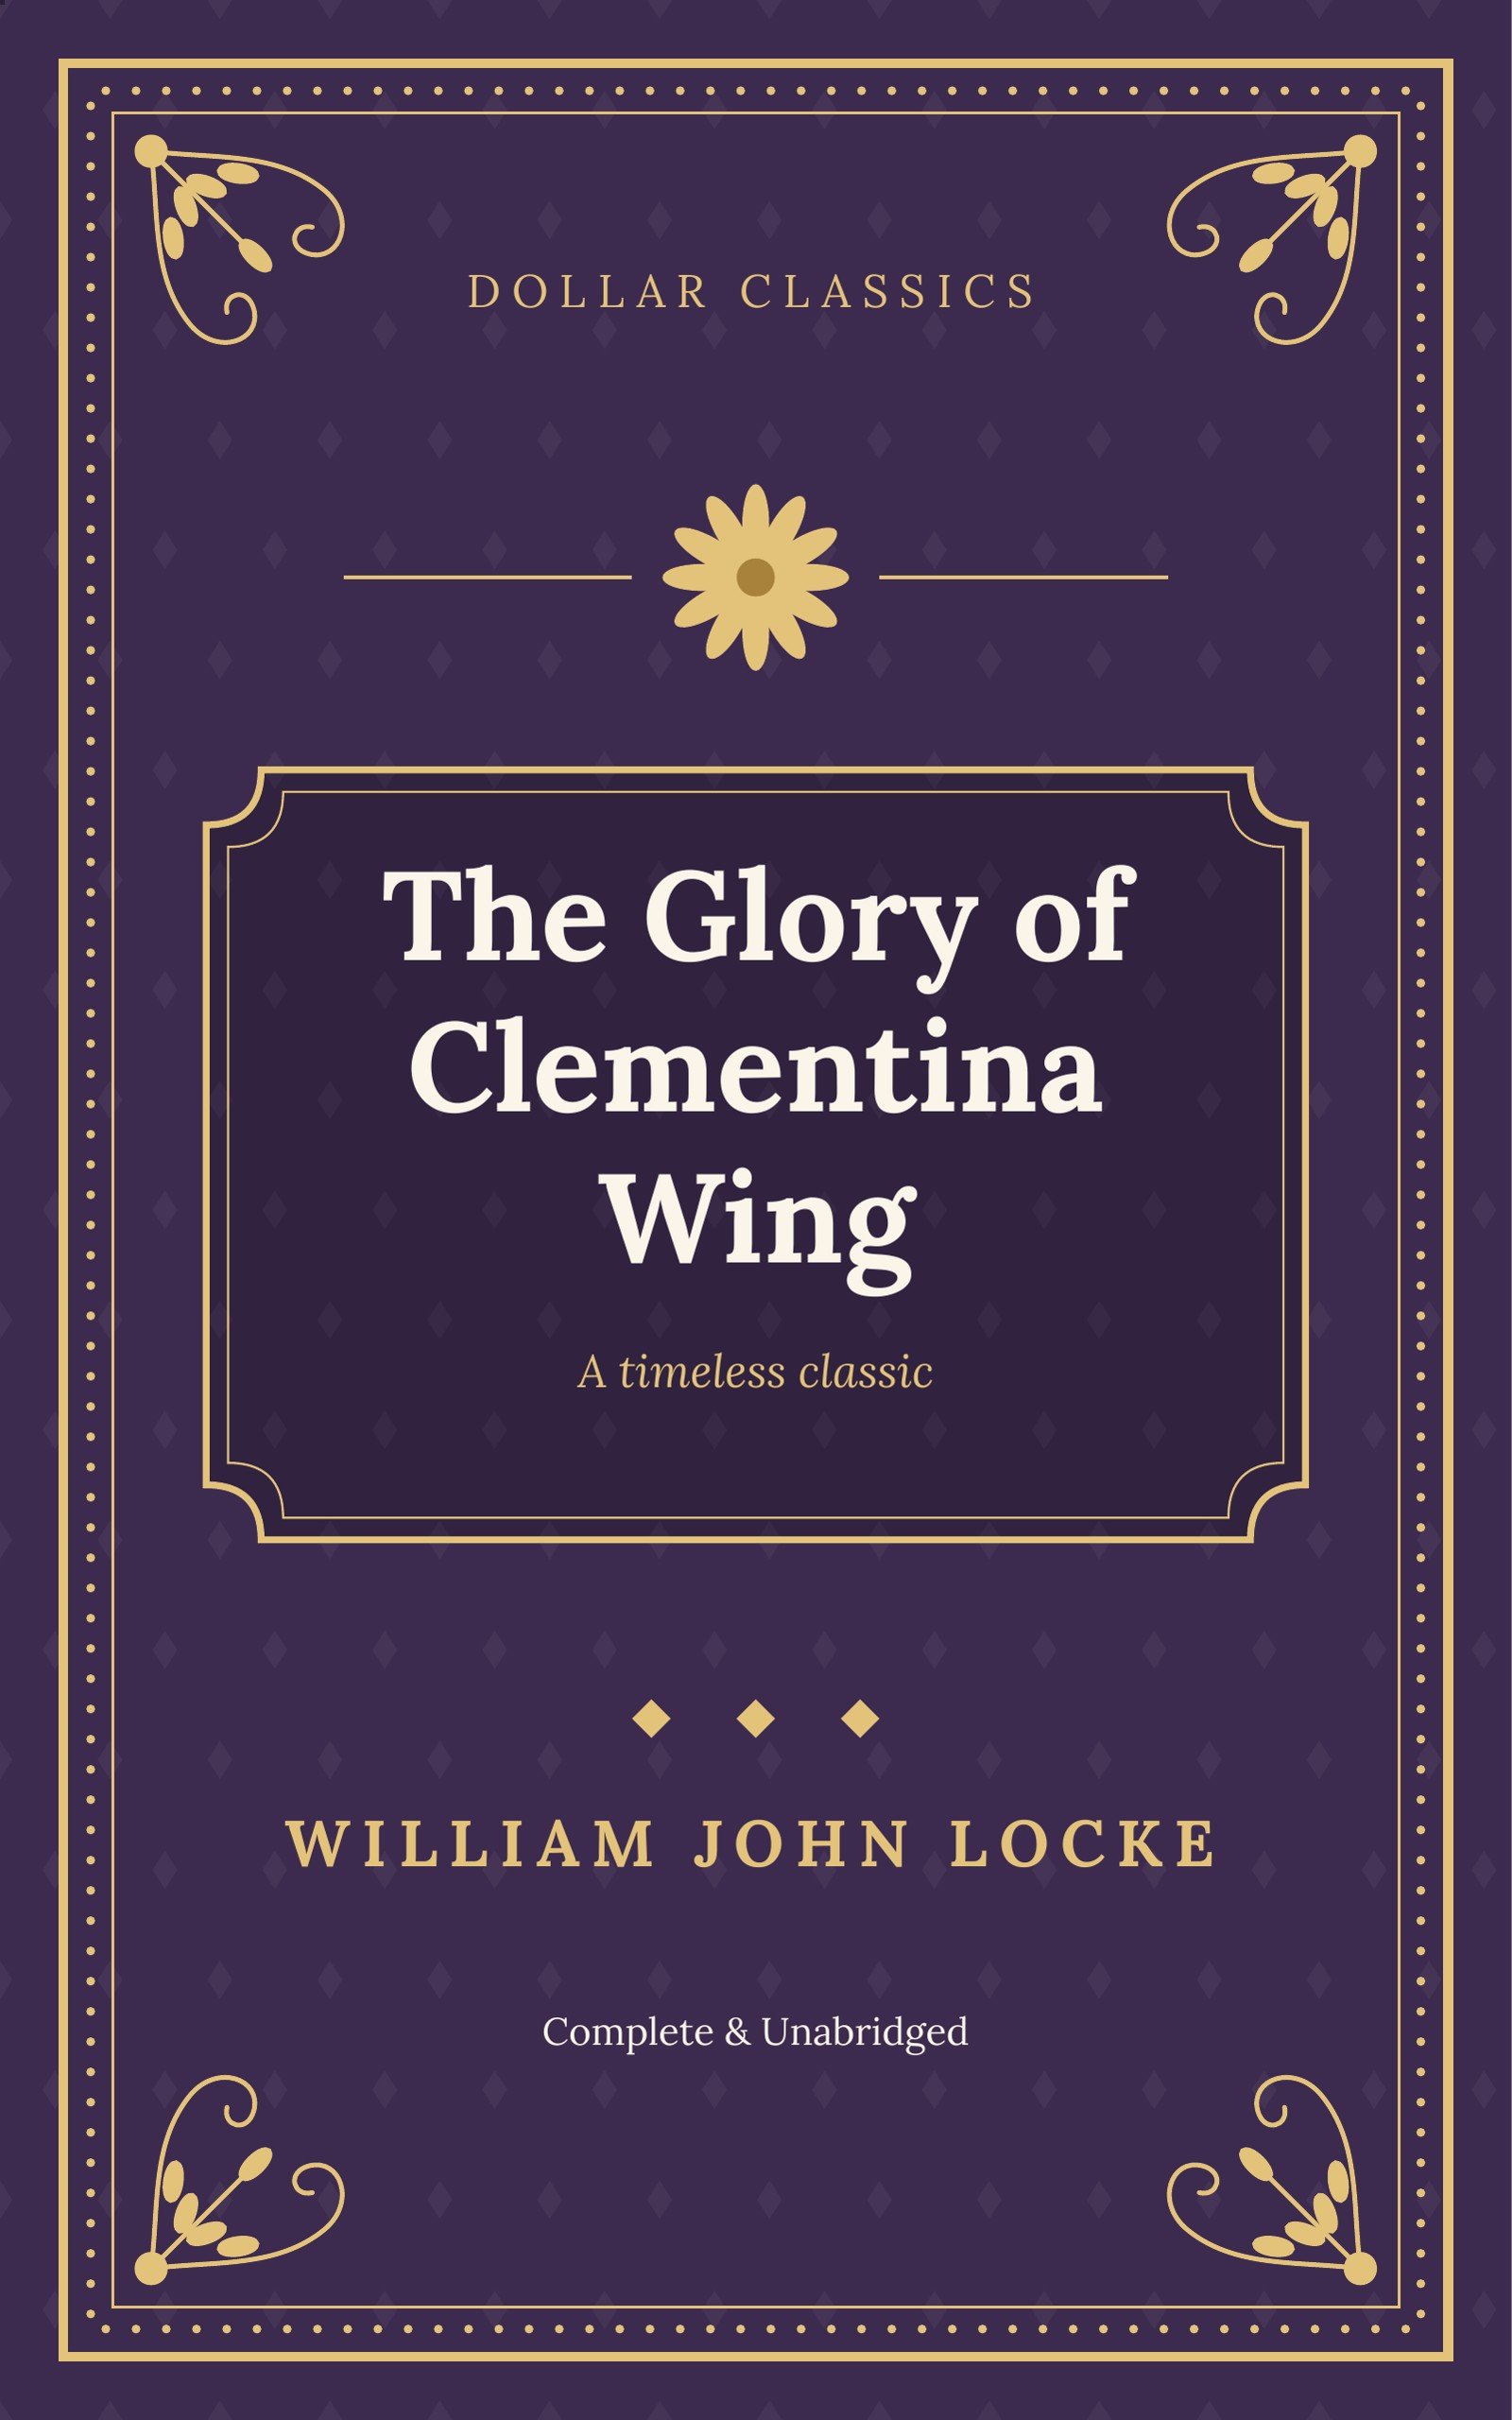 DOLLAR CLASSICS
The Glory of
Clementina
Wing
A timeless classic
WILLIAM JOHN LOCKE
Complete & Unabridged